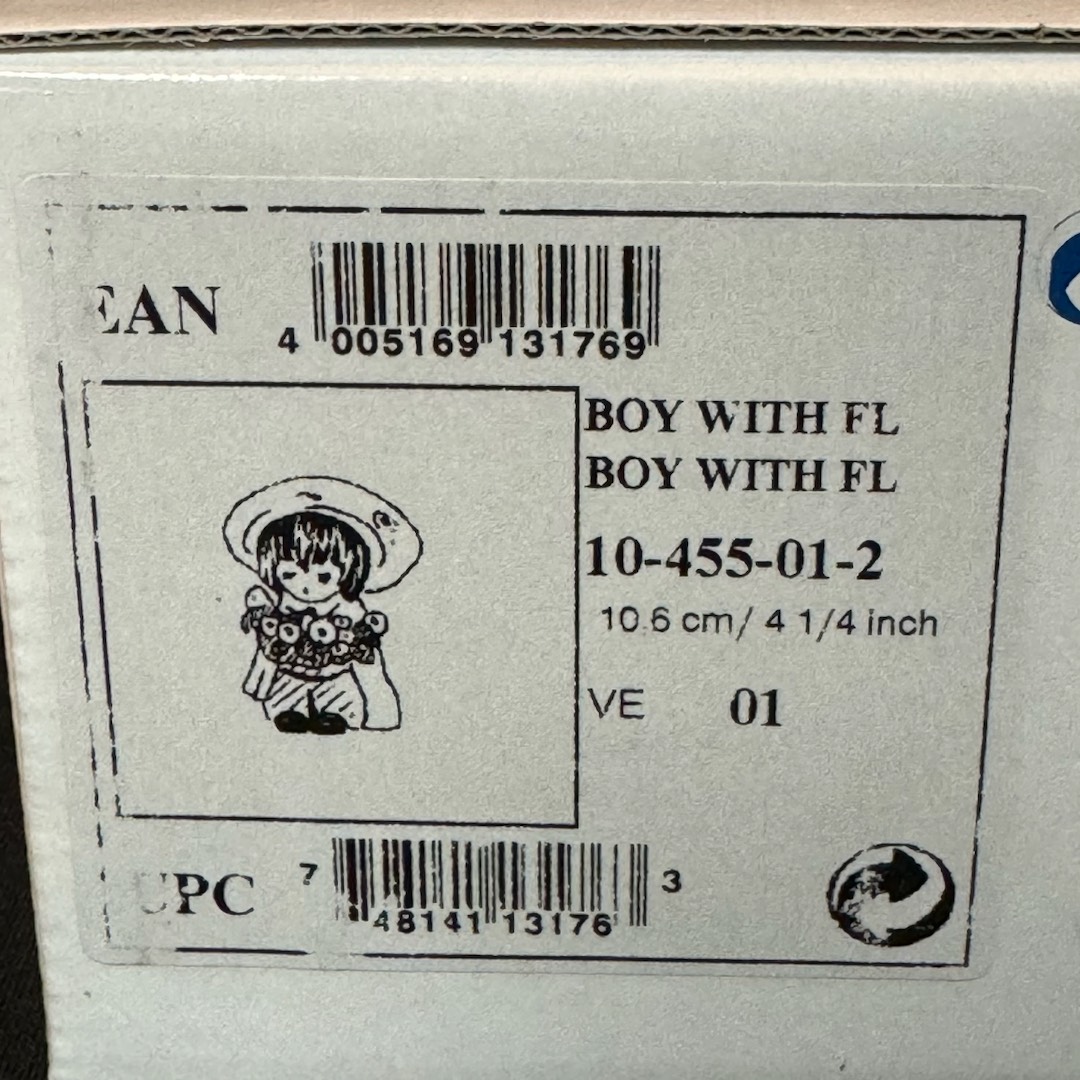 EAN
4 005169 131769
BOY WITH FL
BOY WITH FL
10-455-01-2
10.6 cm/ 4 1/4 inch
VE 01
UPC
7 48141 13176 3